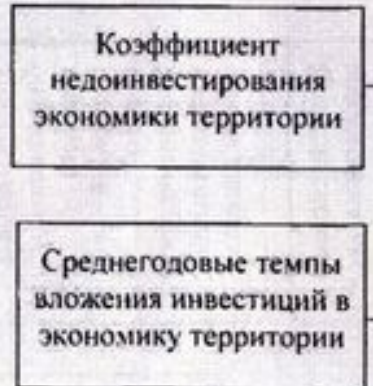 Коэффициент
недоинвестирования
экономики территории
Среднегодовые темпы
вложения инвестиций в
экономику территории